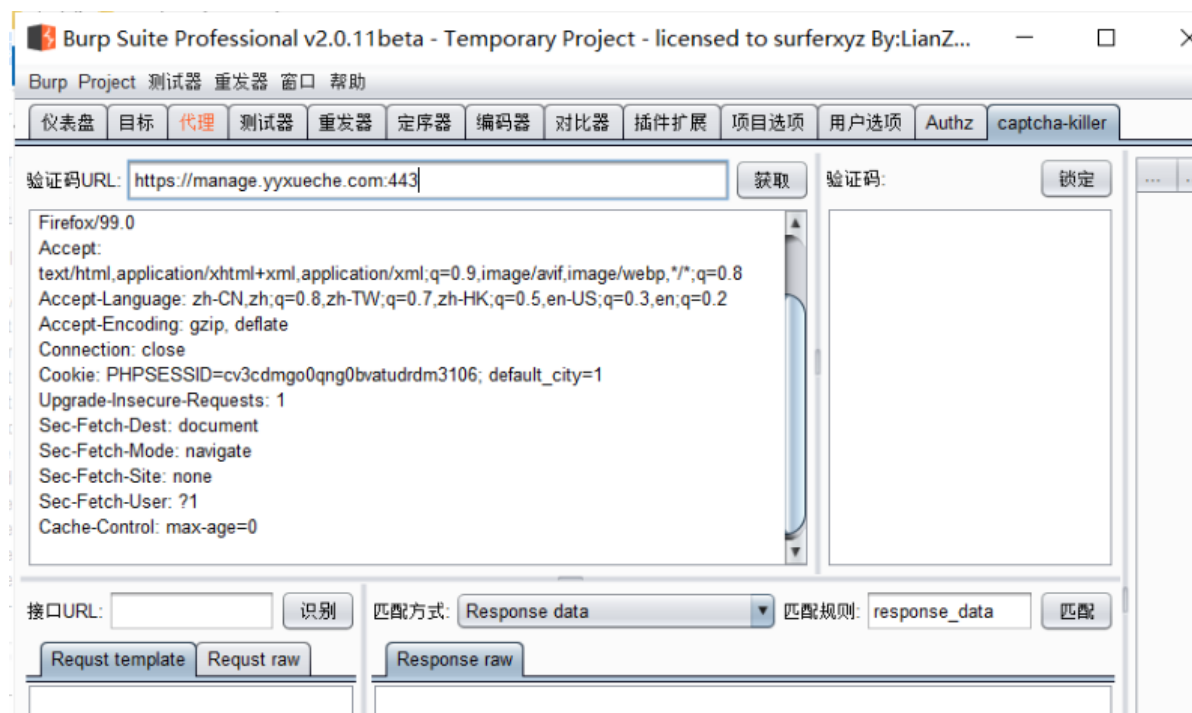 Burp Suite Professional v2.0.11beta - Temporary Project - licensed to surferxyz By:LianZ...
Burp Project 测试器 重发器 窗口 帮助
仪表盘 目标 代理 测试器 重发器 定序器 编码器 对比器 插件扩展 项目选项 用户选项 Authz captcha-killer
验证码URL: https://manage.yyxueche.com:443 获取 验证码: 锁定 ...
Firefox/99.0
Accept:
text/html,application/xhtml+xml,application/xml;q=0.9,image/avif,image/webp,*/*;q=0.8
Accept-Language: zh-CN,zh;q=0.8,zh-TW;q=0.7,zh-HK;q=0.5,en-US;q=0.3,en;q=0.2
Accept-Encoding: gzip, deflate
Connection: close
Cookie: PHPSESSID=cv3cdmgo0qng0bvatudrdm3106; default_city=1
Upgrade-Insecure-Requests: 1
Sec-Fetch-Dest: document
Sec-Fetch-Mode: navigate
Sec-Fetch-Site: none
Sec-Fetch-User: ?1
Cache-Control: max-age=0
接口URL: 识别 匹配方式: Response data 匹配规则: response_data 匹配
Requst template Requst raw Response raw